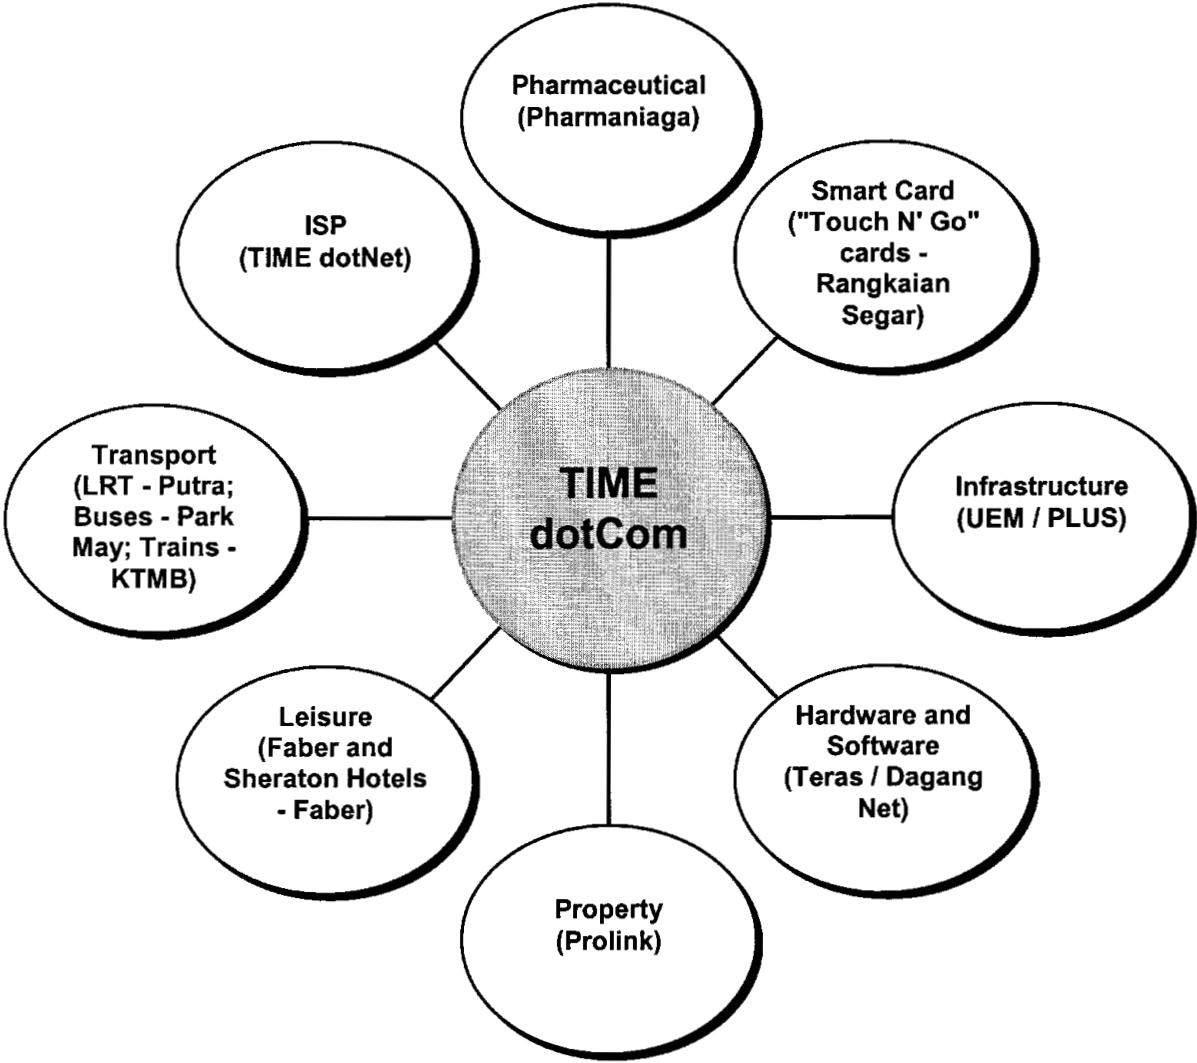 Pharmaceutical
(Pharmaniaga)
Smart Card
("Touch N' Go"
cards -
Rangkaian
Segar)
ISP
(TIME dotNet)
Transport
(LRT - Putra;
Buses - Park
May; Trains -
KTMB)
TIME
dotCom
Infrastructure
(UEM / PLUS)
Leisure
(Faber and
Sheraton Hotels
- Faber)
Hardware and
Software
(Teras / Dagang
Net)
Property
(Prolink)